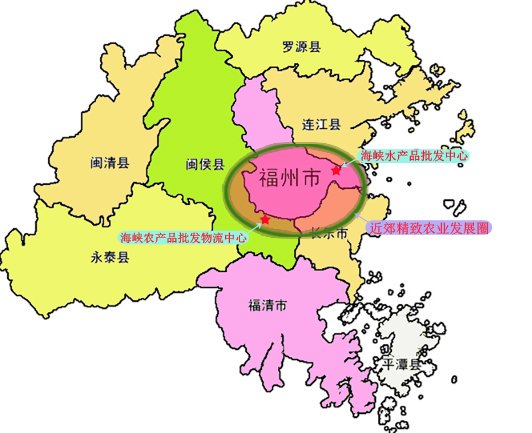 罗源县
连江县
海峡水产品批发中心
闽清县
闽侯县
福州市
近郊精致农业发展圈
长乐市
海峡农产品批发物流中心
永泰县
福清市
平潭县